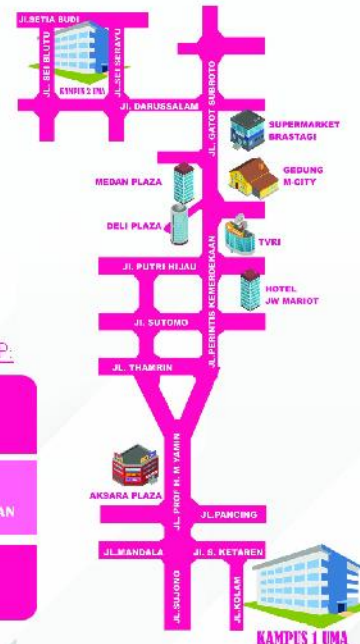 Jl.SETIA BUDI
JL. SEI BLUTU
JL. SEI SERAYU
KAMPUS 2 UMA
Jl. DARUSSALAM
JL. GATOT SUBROTO
SUPERMARKET
BRASTAGI
MEDAN PLAZA
GEDUNG
M-CITY
DELI PLAZA
TVRI
Jl. PUTRI HIJAU
JL.PERINTIS KEMERDEKAAN
HOTEL
JW MARIOT
Jl. SUTOMO
P:
JL. THAMRIN
JL. PROF H. M YAMIN
AKSARA PLAZA
AN
JL.PANCING
JL.MANDALA
Jl. S. KETAREN
JL.SUJONG
JL.KOLAM
KAMPUS 1 UMA